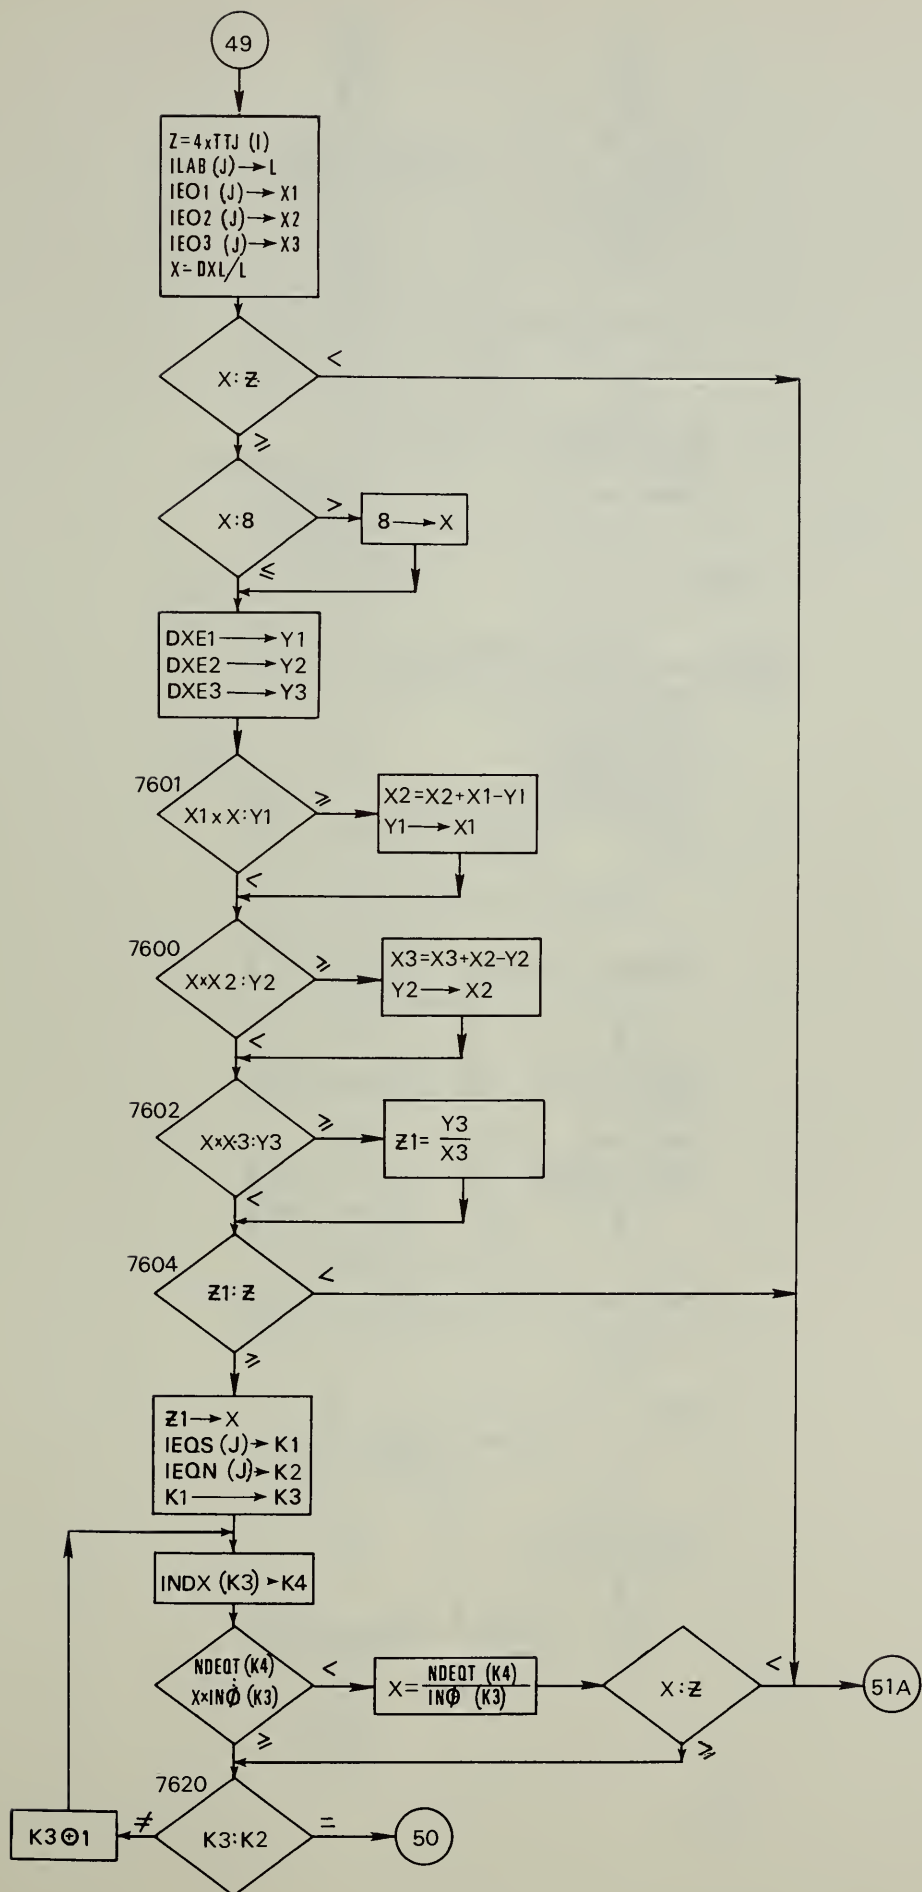 49
Z=4xTTJ (I)
ILAB (J)→L
IEO1 (J)→X1
IEO2 (J)→X2
IEO3 (J)→X3
X=DXL/L
X:Z
<
≥
X:8
>
8→X
≤
DXE1→Y1
DXE2→Y2
DXE3→Y3
7601
X1xX:Y1
≥
X2=X2+X1-Y1
Y1→X1
<
7600
X×X2:Y2
≥
X3=X3+X2-Y2
Y2→X2
<
7602
X×X3:Y3
≥
Z1=Y3/X3
<
7604
Z1:Z
<
≥
Z1→X
IEQS (J)→K1
IEQN (J)→K2
K1→K3
INDX (K3)→K4
NDEQT (K4)
:
X×INØ (K3)
<
X=NDEQT (K4)/INØ (K3)
X:Z
<
51A
≥
≥
7620
K3⊕1
≠
K3:K2
=
50